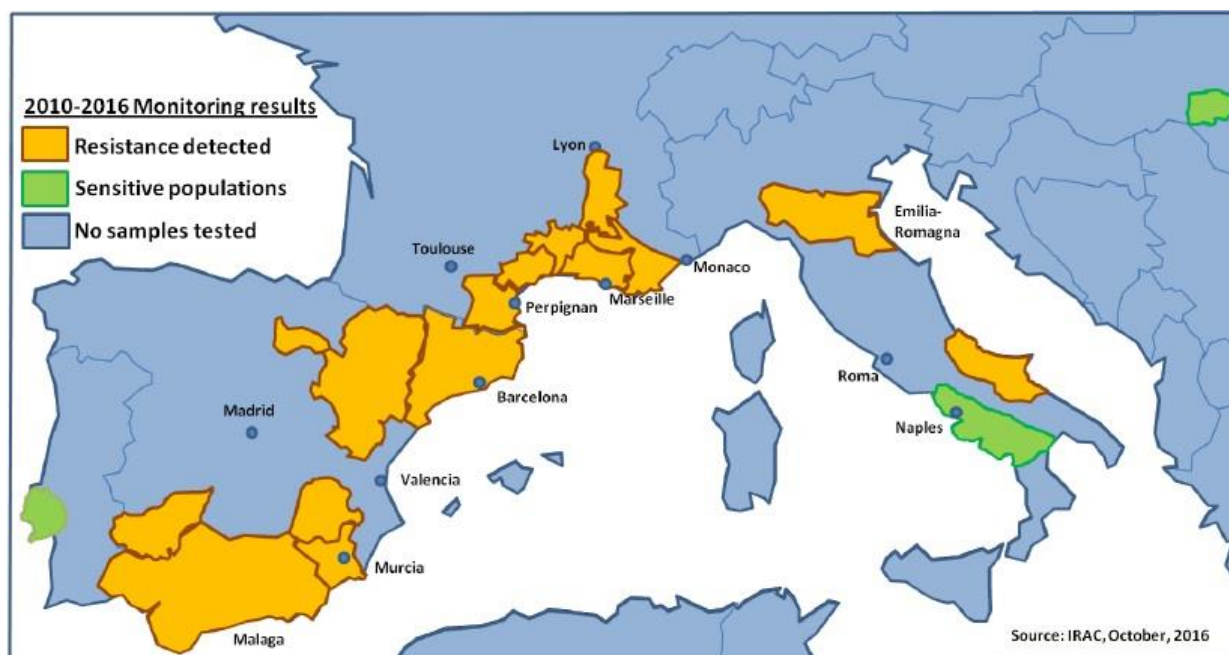 2010-2016 Monitoring results
Resistance detected
Sensitive populations
No samples tested
Lyon
Toulouse
Perpignan
Marseille
Monaco
Emilia-
Romagna
Barcelona
Madrid
Valencia
Roma
Naples
Murcia
Malaga
Source: IRAC, October, 2016